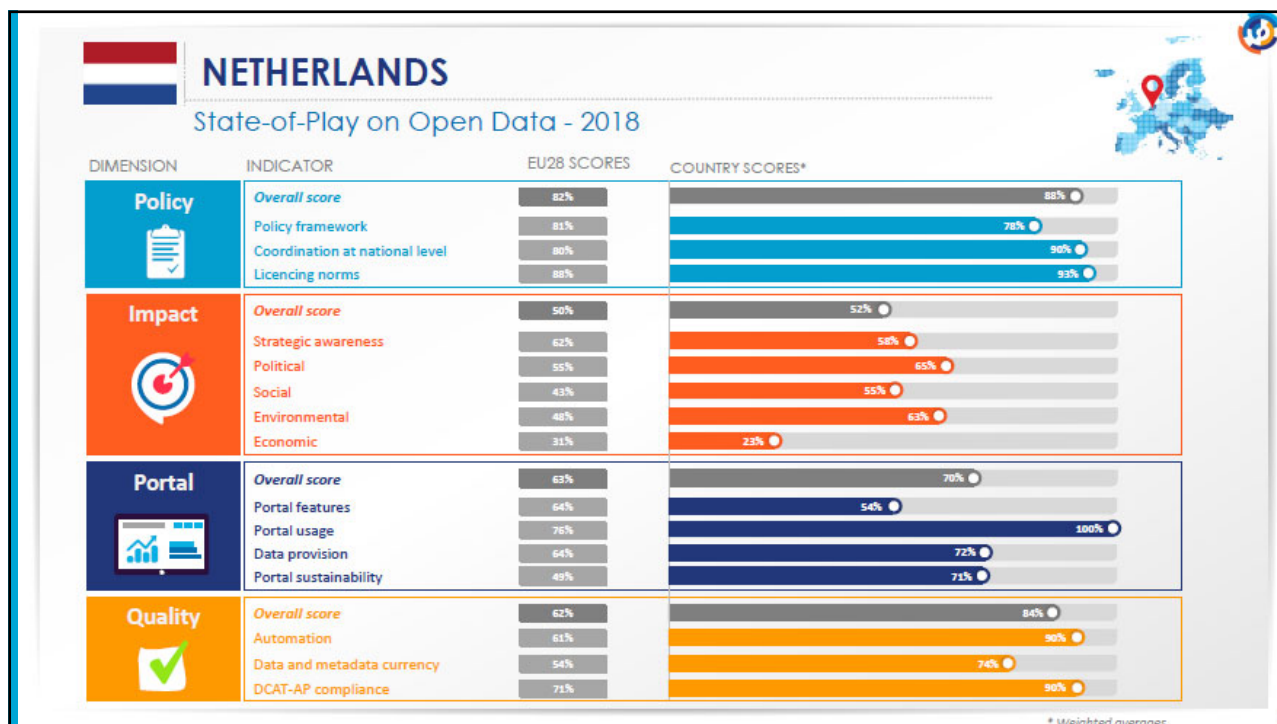 NETHERLANDS
State-of-Play on Open Data - 2018
DIMENSION INDICATOR EU28 SCORES COUNTRY SCORES*
Policy
Overall score 82% 88%
Policy framework 81% 78%
Coordination at national level 80% 90%
Licencing norms 88% 93%
Impact
Overall score 50% 52%
Strategic awareness 62% 58%
Political 55% 65%
Social 43% 55%
Environmental 48% 63%
Economic 31% 23%
Portal
Overall score 63% 70%
Portal features 64% 54%
Portal usage 76% 100%
Data provision 64% 72%
Portal sustainability 49% 71%
Quality
Overall score 62% 84%
Automation 61% 90%
Data and metadata currency 54% 74%
DCAT-AP compliance 71% 90%
* Weighted averages